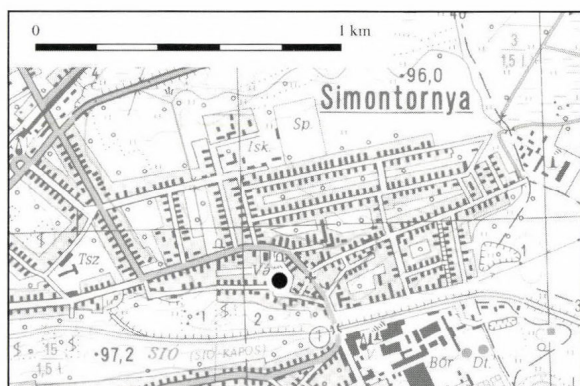 0 1 km
4
96,0
3
1,5 l
Simontornya
Sp.
Isk.
Tsz
1
1
2
15
1,5 l
97,2
SIÓ (SIÓ-KAPOS)
Bőr
Dt.